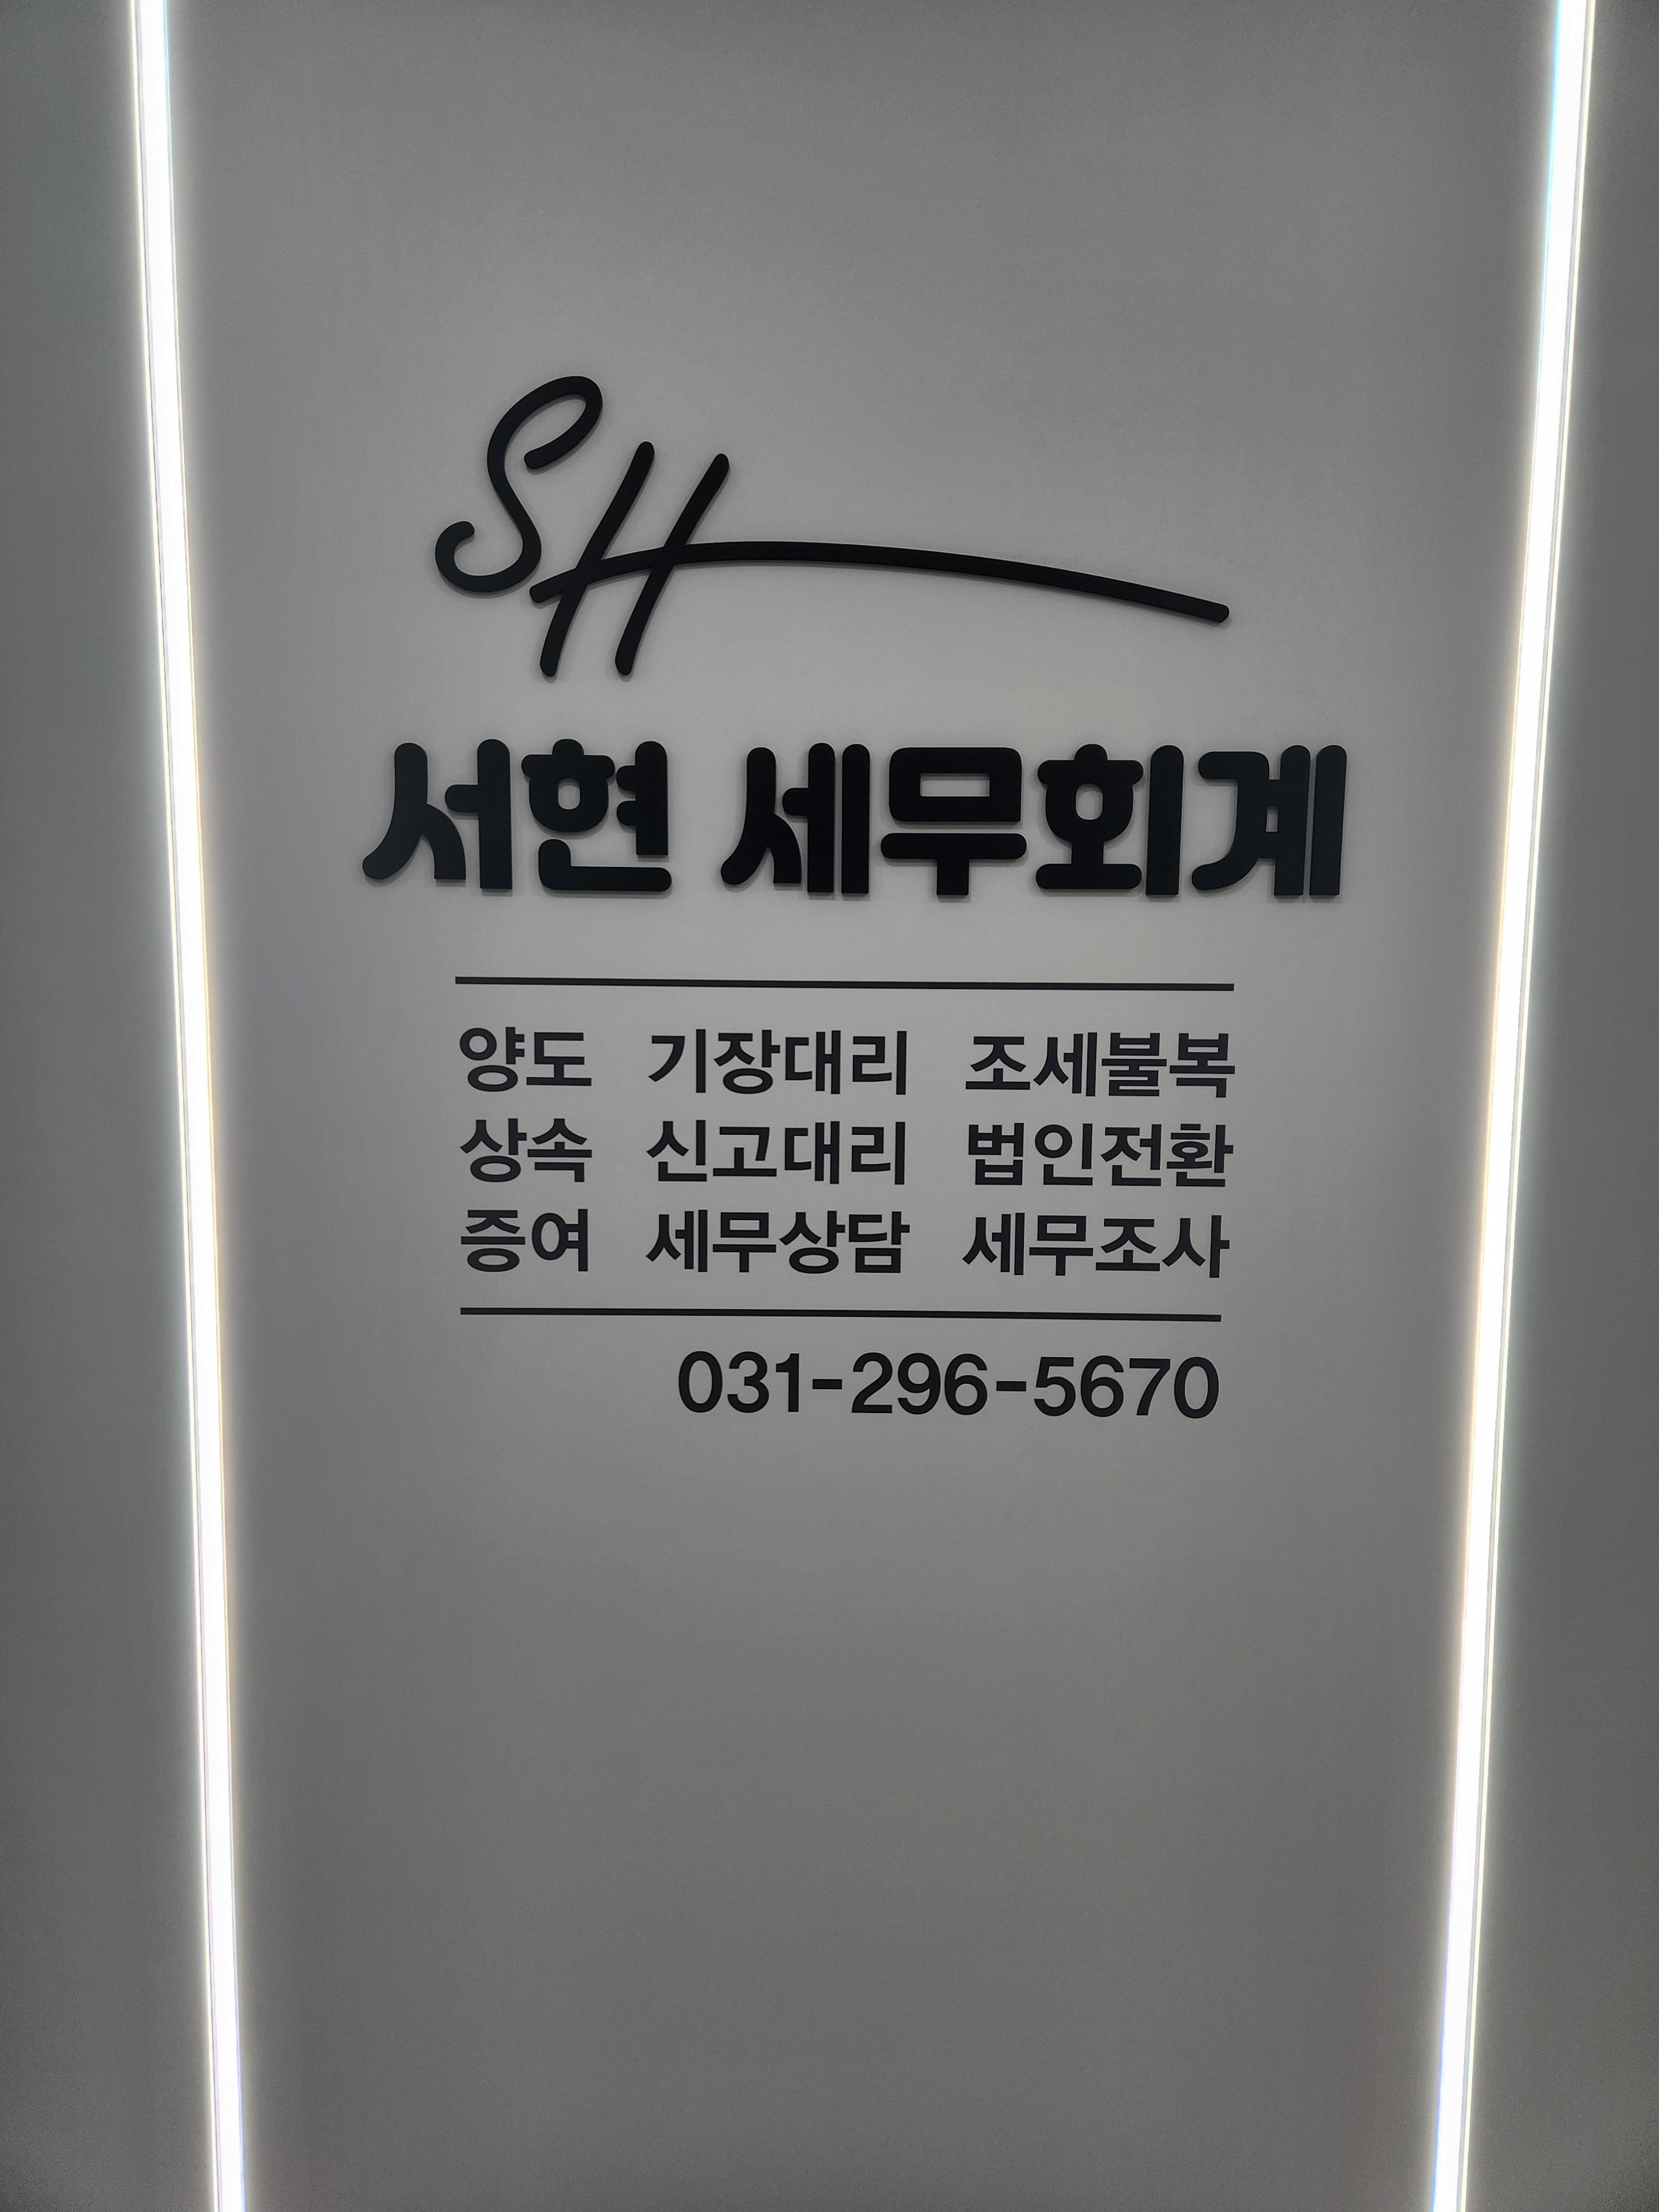 SH
서현 세무회계
양도 기장대리 조세불복
상속 신고대리 법인전환
증여 세무상담 세무조사
031-296-5670